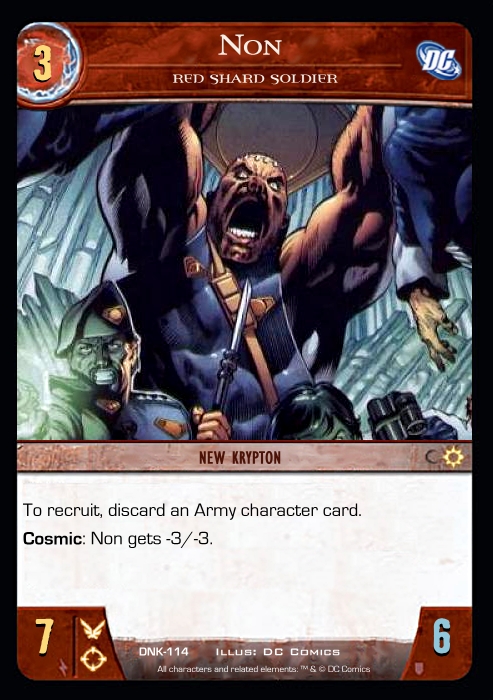 3
Non
DC
RED SHARD SOLDIER
NEW KRYPTON
C
To recruit, discard an Army character card.
Cosmic: Non gets -3/-3.
7
6
DNK-114 ILLUS: DC COMICS
All characters and related elements: ™ & © DC Comics